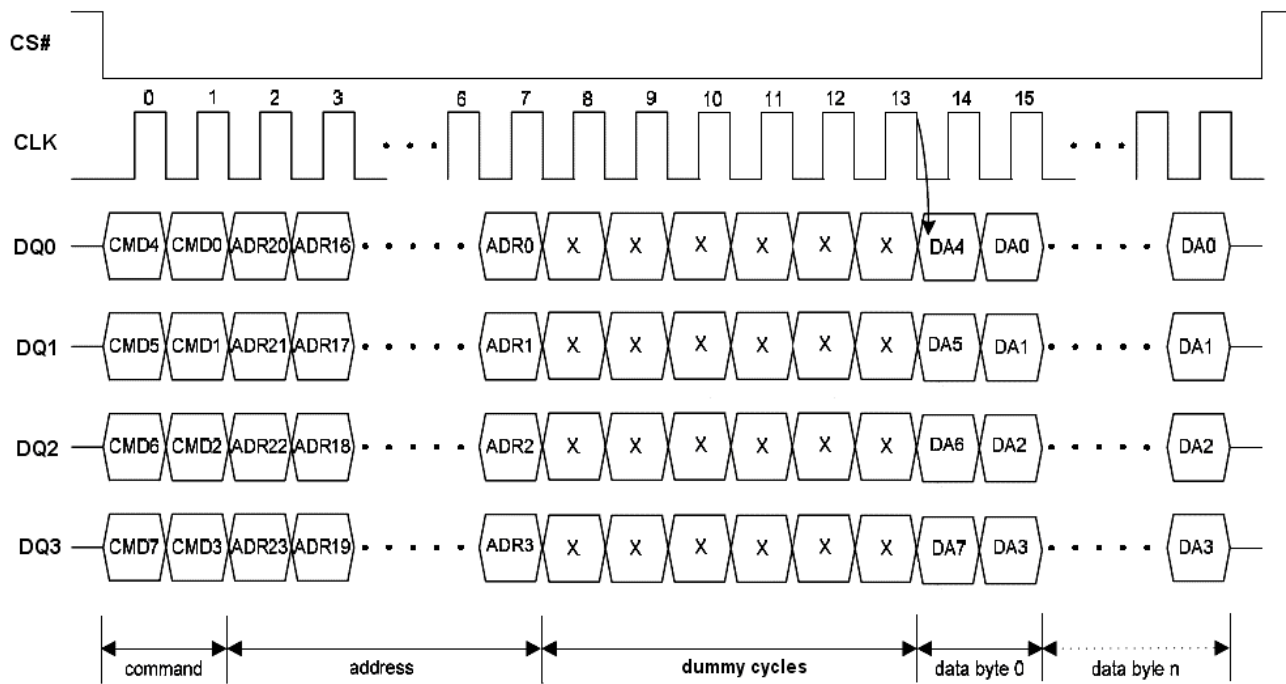 CS#
0 1 2 3 6 7 8 9 10 11 12 13 14 15
CLK
DQ0 CMD4 CMD0 ADR20 ADR16 ADR0 X X X X X X DA4 DA0 DA0
DQ1 CMD5 CMD1 ADR21 ADR17 ADR1 X X X X X X DA5 DA1 DA1
DQ2 CMD6 CMD2 ADR22 ADR18 ADR2 X X X X X X DA6 DA2 DA2
DQ3 CMD7 CMD3 ADR23 ADR19 ADR3 X X X X X X DA7 DA3 DA3
command address dummy cycles data byte 0 data byle n